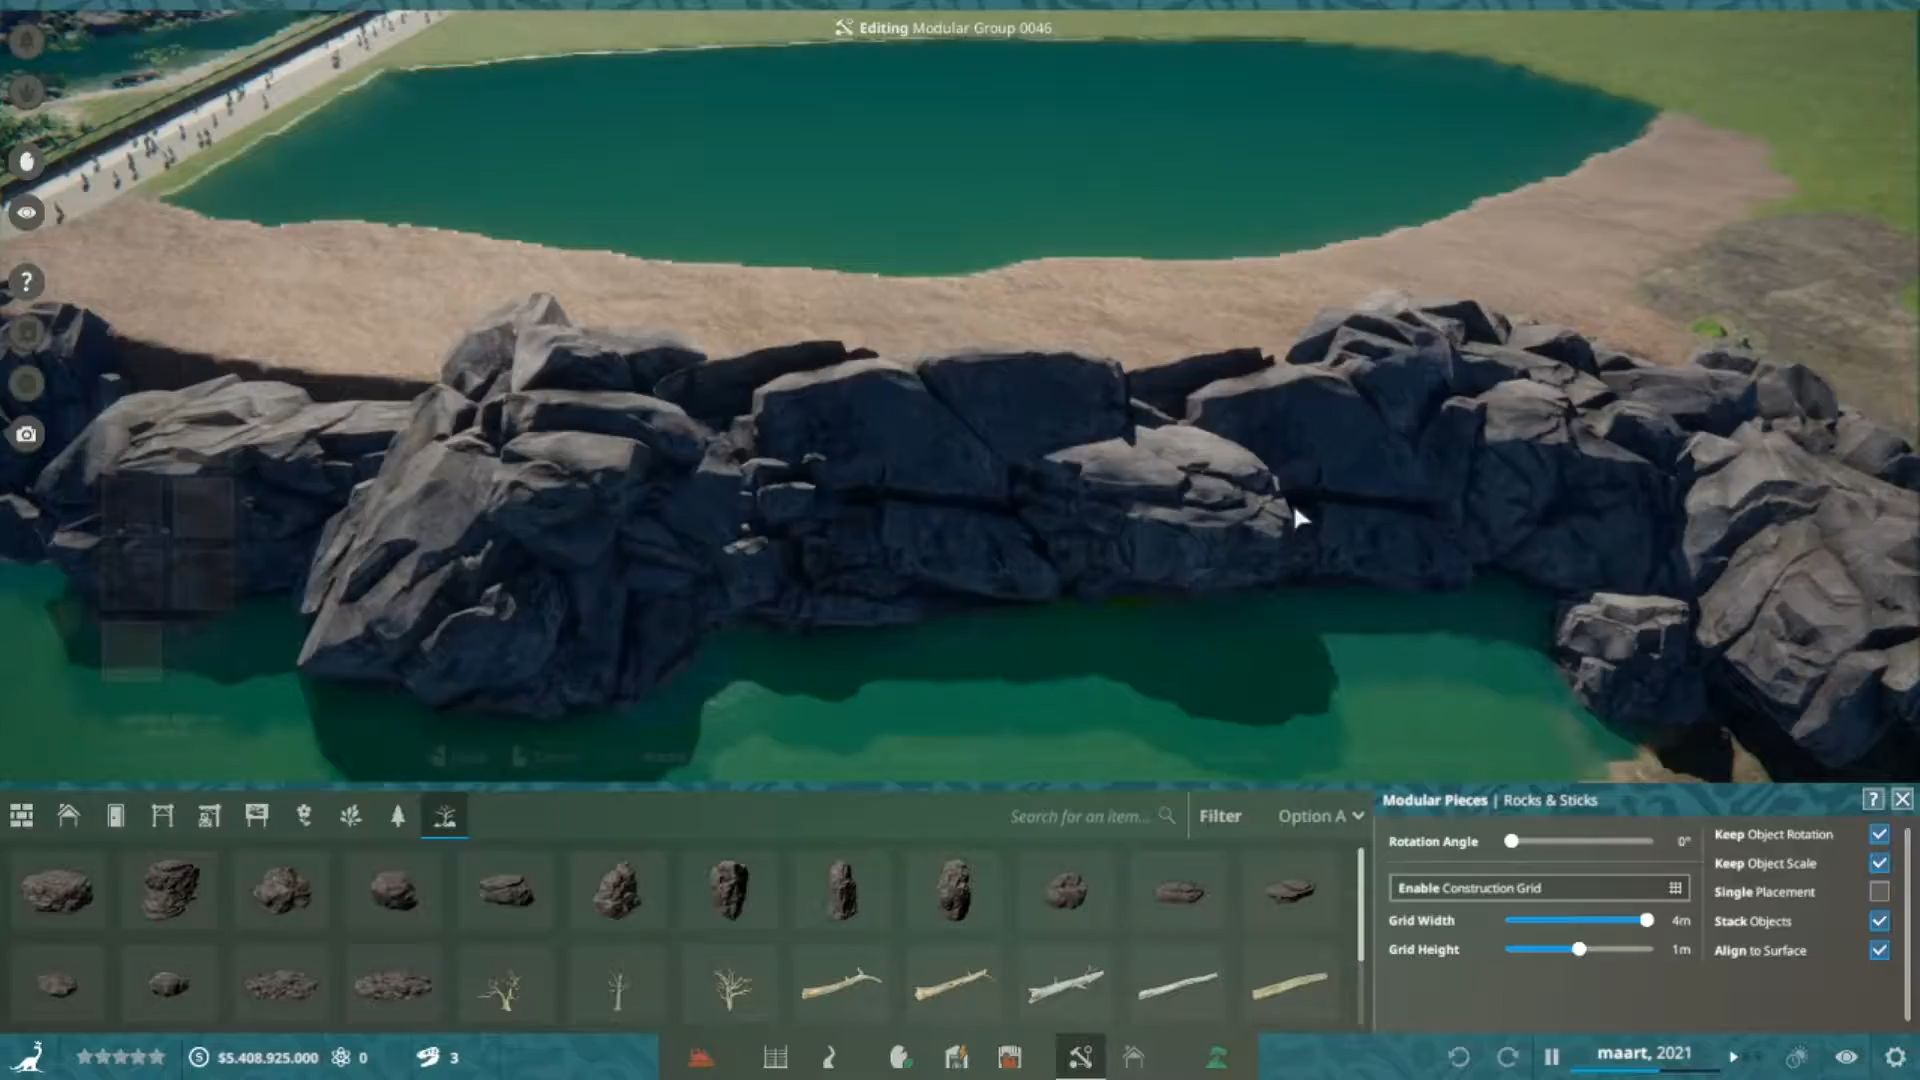 Editing Modular Group 0046
?
Search for an item...
Filter
Option A
Modular Pieces | Rocks & Sticks
?
Rotation Angle
0°
Enable Construction Grid
Grid Width
4m
Grid Height
1m
Keep Object Rotation
Keep Object Scale
Single Placement
Stack Objects
Align to Surface
$5.408.925.000
0
3
maart, 2021